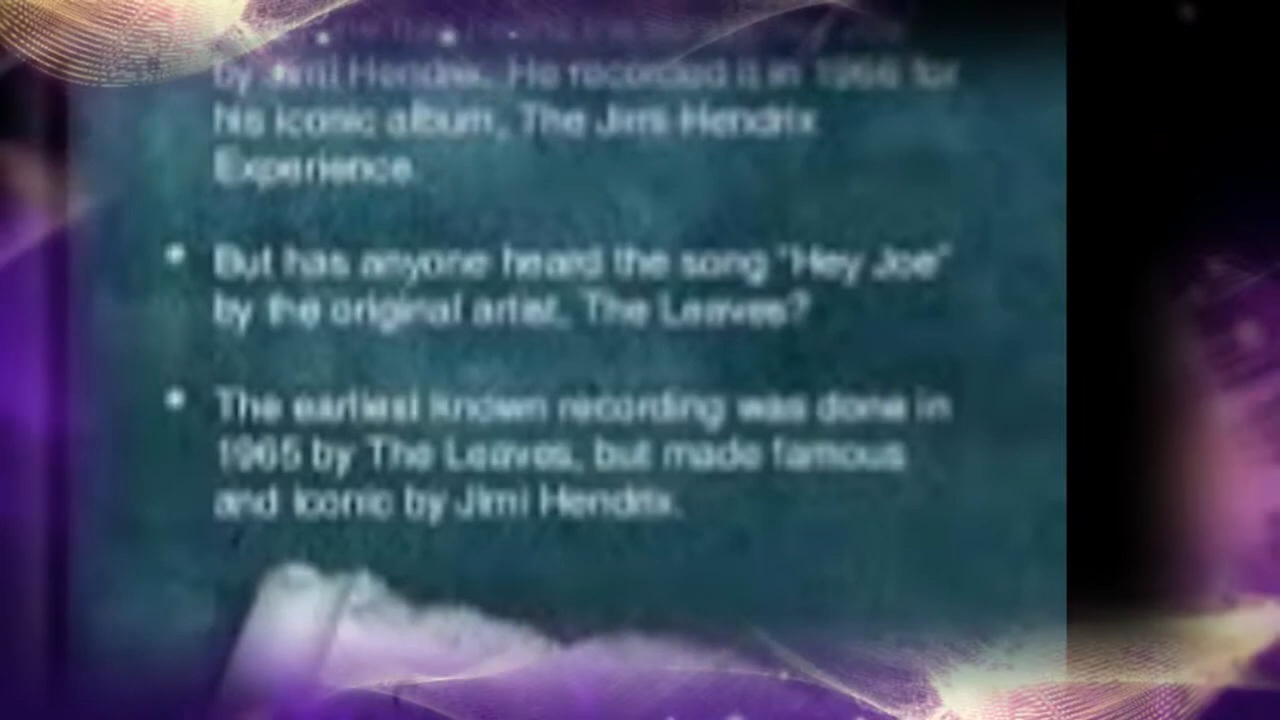 by Jimi Hendrix. He recorded it in 1966 for
his iconic album, The Jimi Hendrix
Experience.
But has anyone heard the song "Hey Joe"
by the original artist, The Leaves?
The earliest known recording was done in
1965 by The Leaves, but made famous
and iconic by Jimi Hendrix.